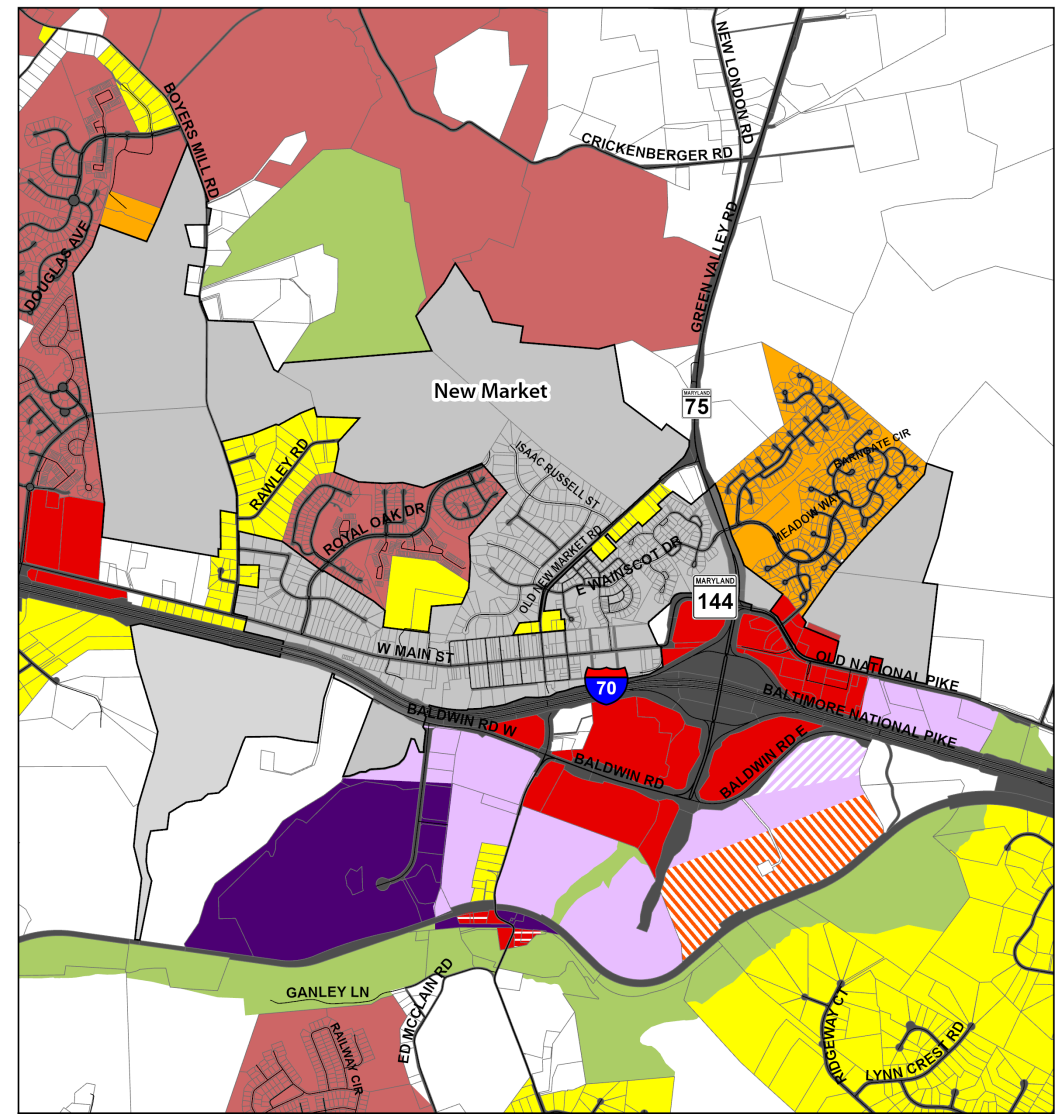 NEW LONDON RD
BOYERS MILL RD
CRICKENBERGER RD
DOUGLAS AVE
GREEN VALLEY RD
New Market
MARYLAND
75
BARNGATE CIR
ISAAC RUSSELL ST
RAWLEY RD
MEADOW WAY
ROYAL OAK DR
OLD NEW MARKET RD
E WAINSCOT DR
MARYLAND
144
W MAIN ST
OLD NATIONAL PIKE
70
BALTIMORE NATIONAL PIKE
BALDWIN RD W
BALDWIN RD E
BALDWIN RD
GANLEY LN
ED MCCLAIN RD
RAILWAY CIR
RIDGEWAY CT
LYNN CREST RD